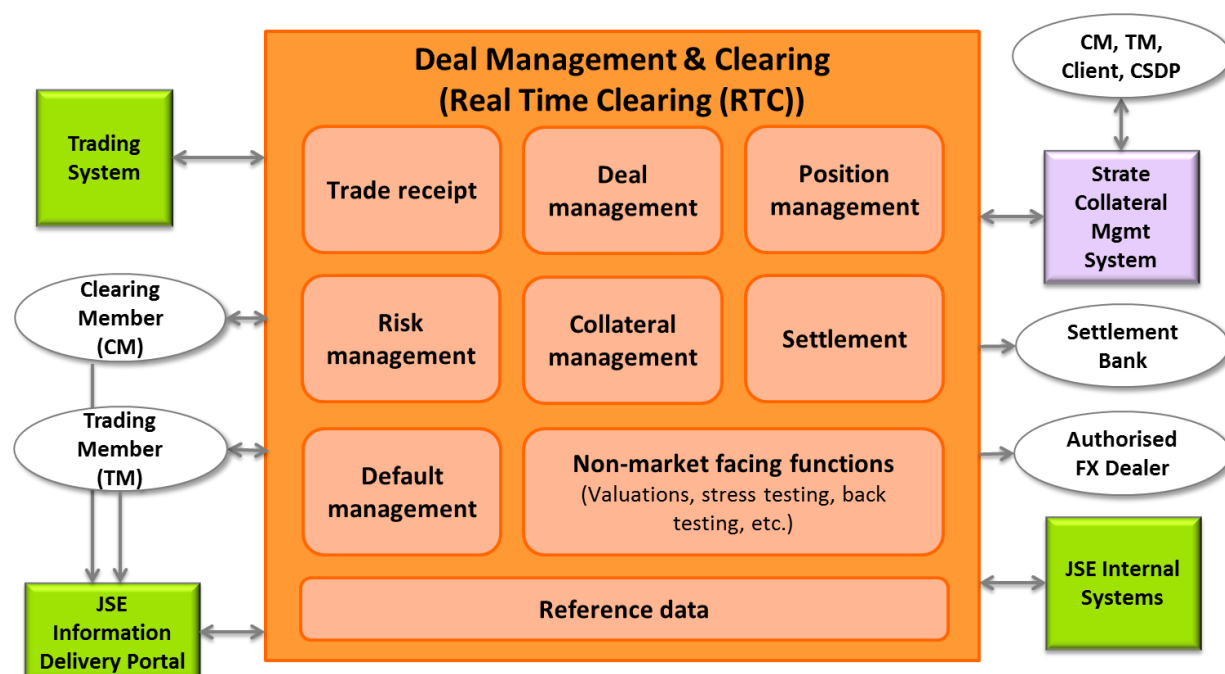 Deal Management & Clearing
(Real Time Clearing (RTC))
CM, TM,
Client, CSDP
Trading
System
Trade receipt
Deal
management
Position
management
Strate
Collateral
Mgmt
System
Clearing
Member
(CM)
Risk
management
Collateral
management
Settlement
Settlement
Bank
Trading
Member
(TM)
Default
management
Non-market facing functions
(Valuations, stress testing, back
testing, etc.)
Authorised
FX Dealer
JSE Internal
Systems
Reference data
JSE
Information
Delivery Portal